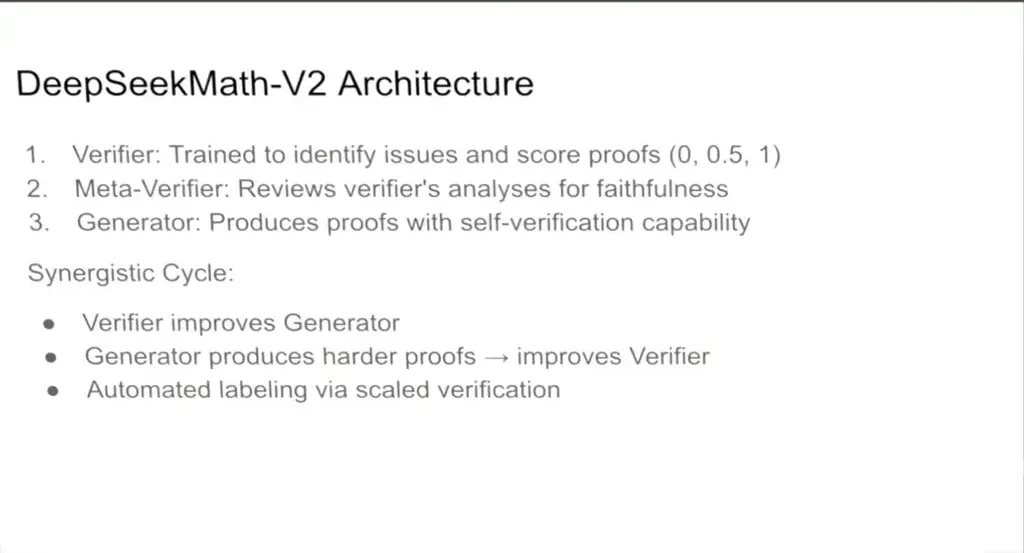 DeepSeekMath-V2 Architecture
1. Verifier: Trained to identify issues and score proofs (0, 0.5, 1)
2. Meta-Verifier: Reviews verifier's analyses for faithfulness
3. Generator: Produces proofs with self-verification capability
Synergistic Cycle:
● Verifier improves Generator
● Generator produces harder proofs → improves Verifier
● Automated labeling via scaled verification